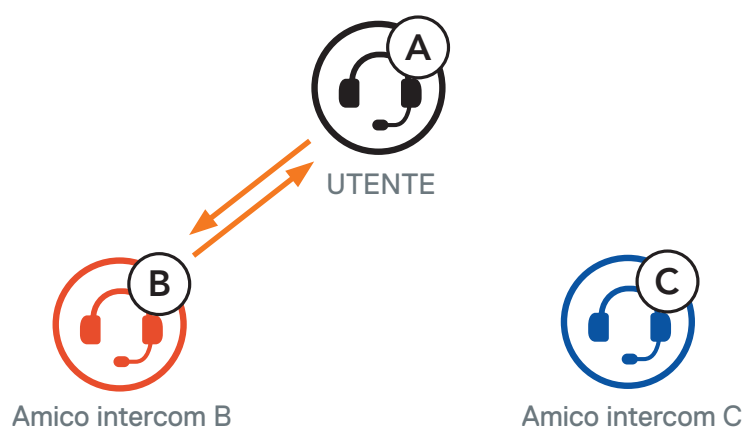 A
UTENTE
B
C
Amico intercom B
Amico intercom C